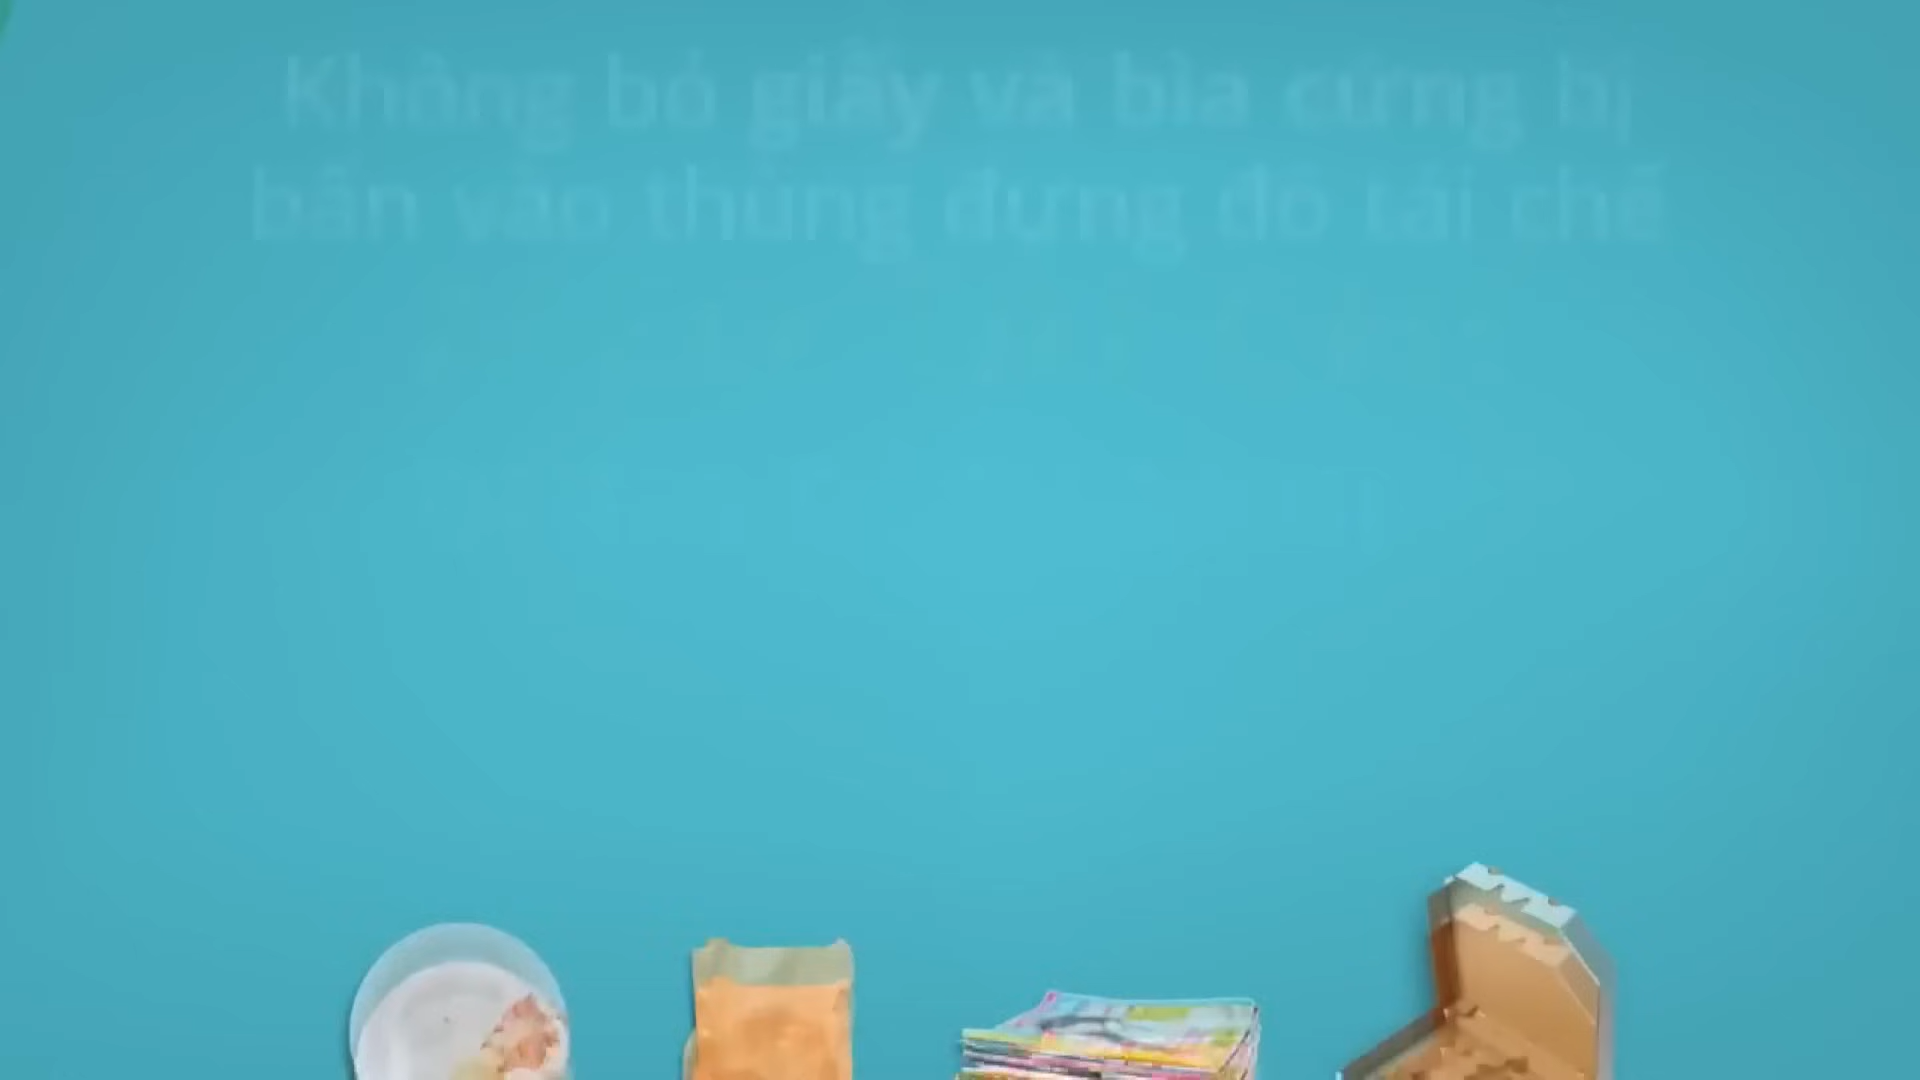 Không bỏ giấy và bìa cứng bị
bẩn vào thùng đựng đồ tái chế